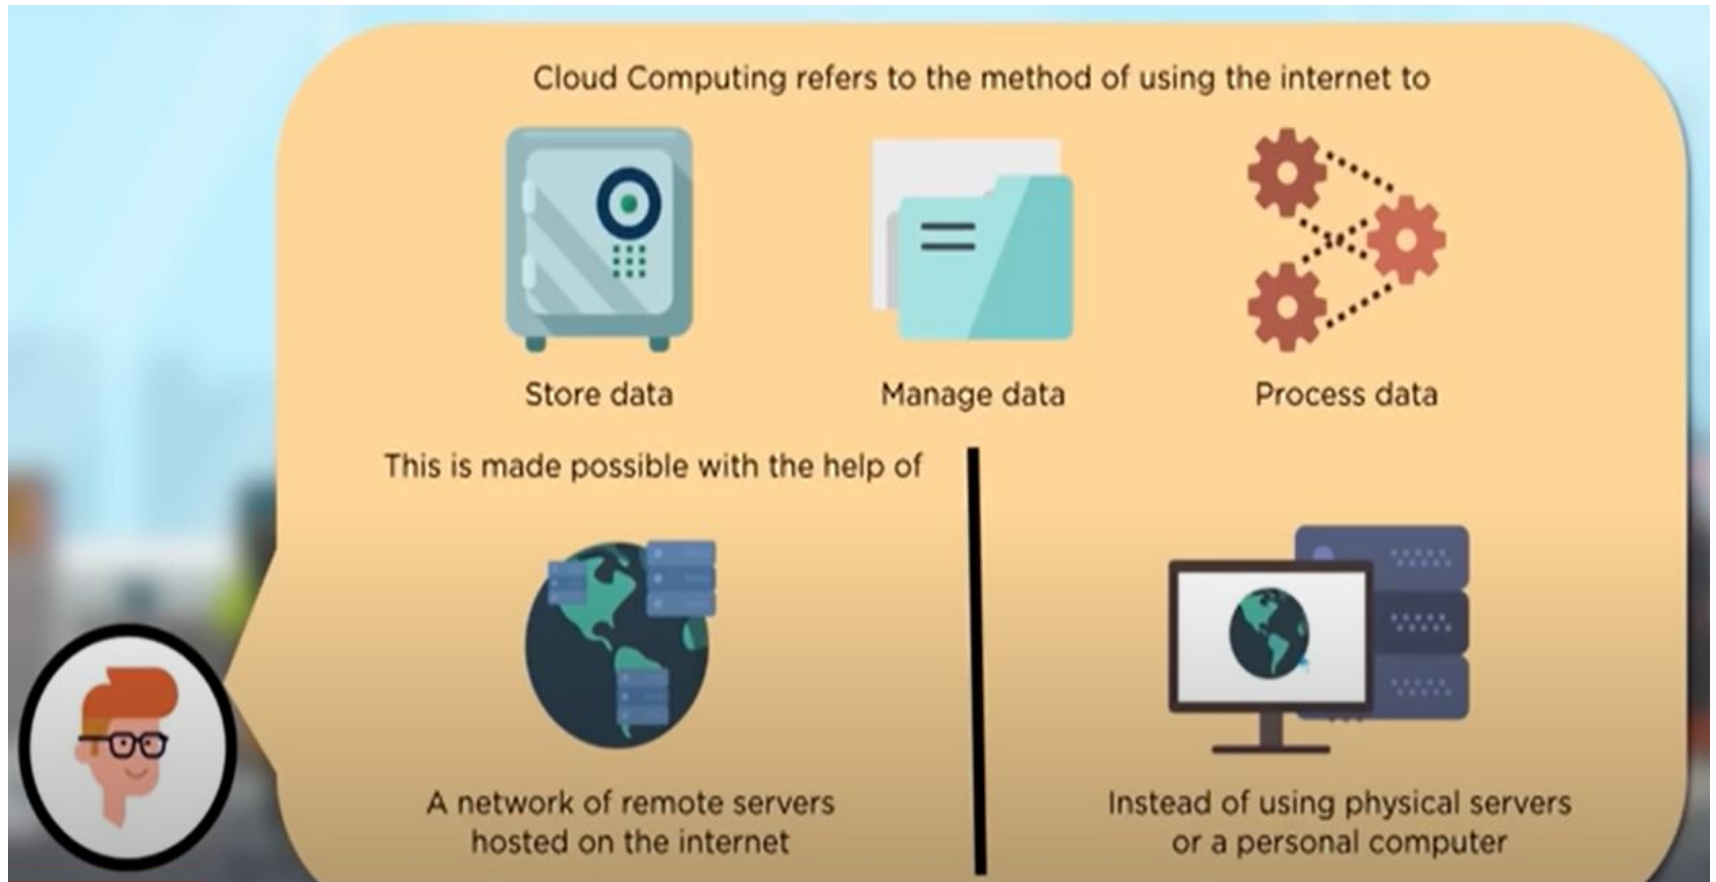 Cloud Computing refers to the method of using the internet to
Store data
Manage data
Process data
This is made possible with the help of
A network of remote servers
hosted on the internet
Instead of using physical servers
or a personal computer